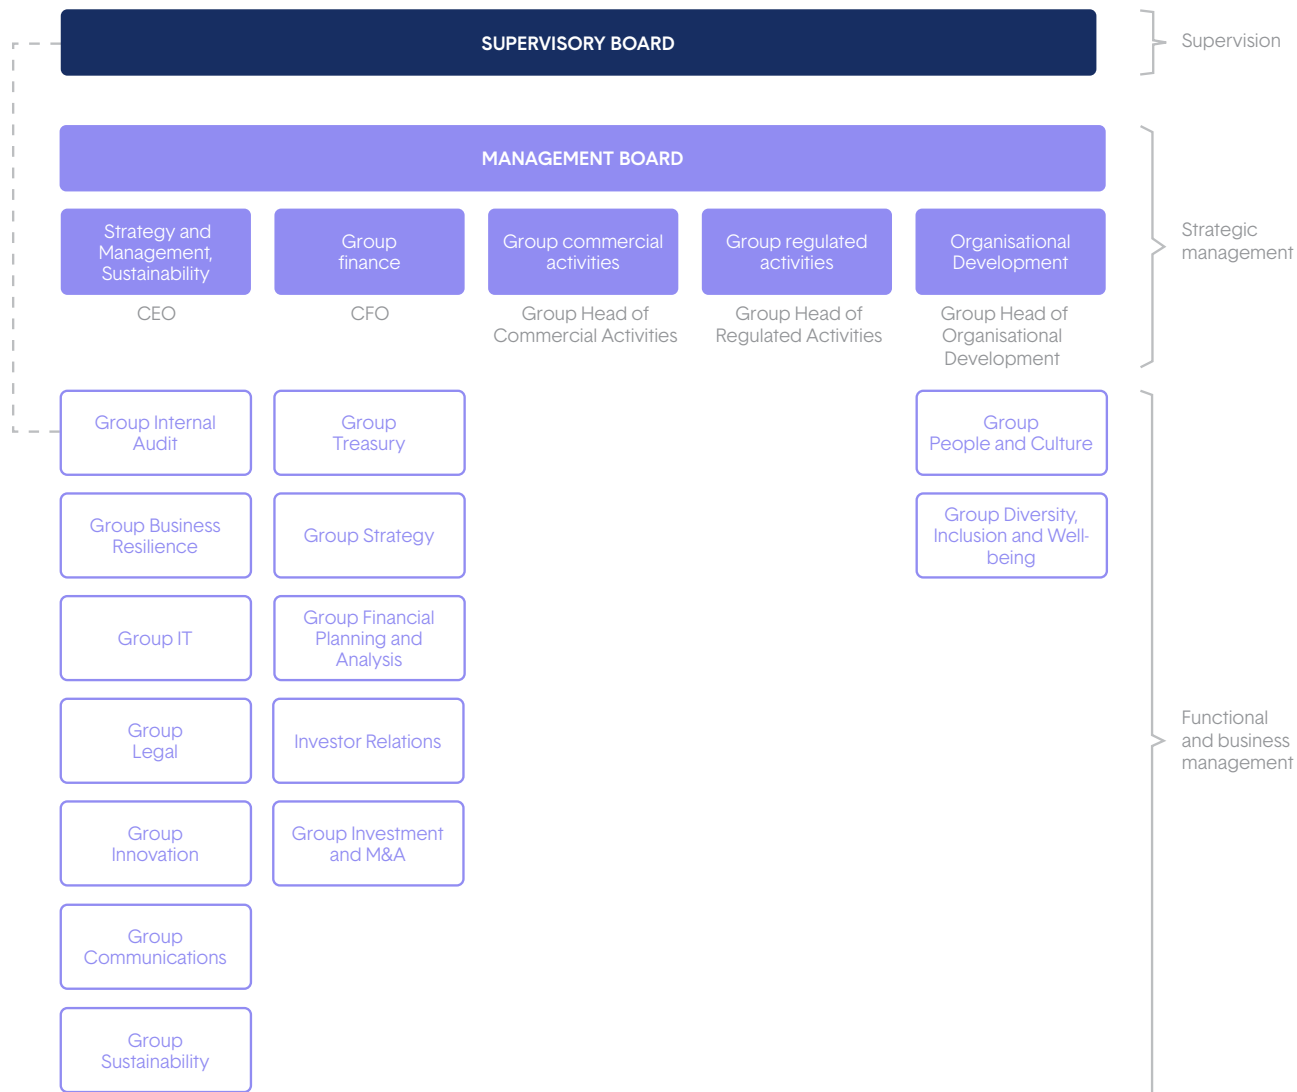 SUPERVISORY BOARD
Supervision
MANAGEMENT BOARD
Strategy and
Management,
Sustainability
CEO
Group
finance
CFO
Group commercial
activities
Group Head of
Commercial Activities
Group regulated
activities
Group Head of
Regulated Activities
Organisational
Development
Group Head of
Organisational
Development
Strategic
management
Group Internal
Audit
Group Business
Resilience
Group IT
Group
Legal
Group
Innovation
Group
Communications
Group
Sustainability
Group
Treasury
Group Strategy
Group Financial
Planning and
Analysis
Investor Relations
Group Investment
and M&A
Group
People and Culture
Group Diversity,
Inclusion and Well-
being
Functional
and business
management